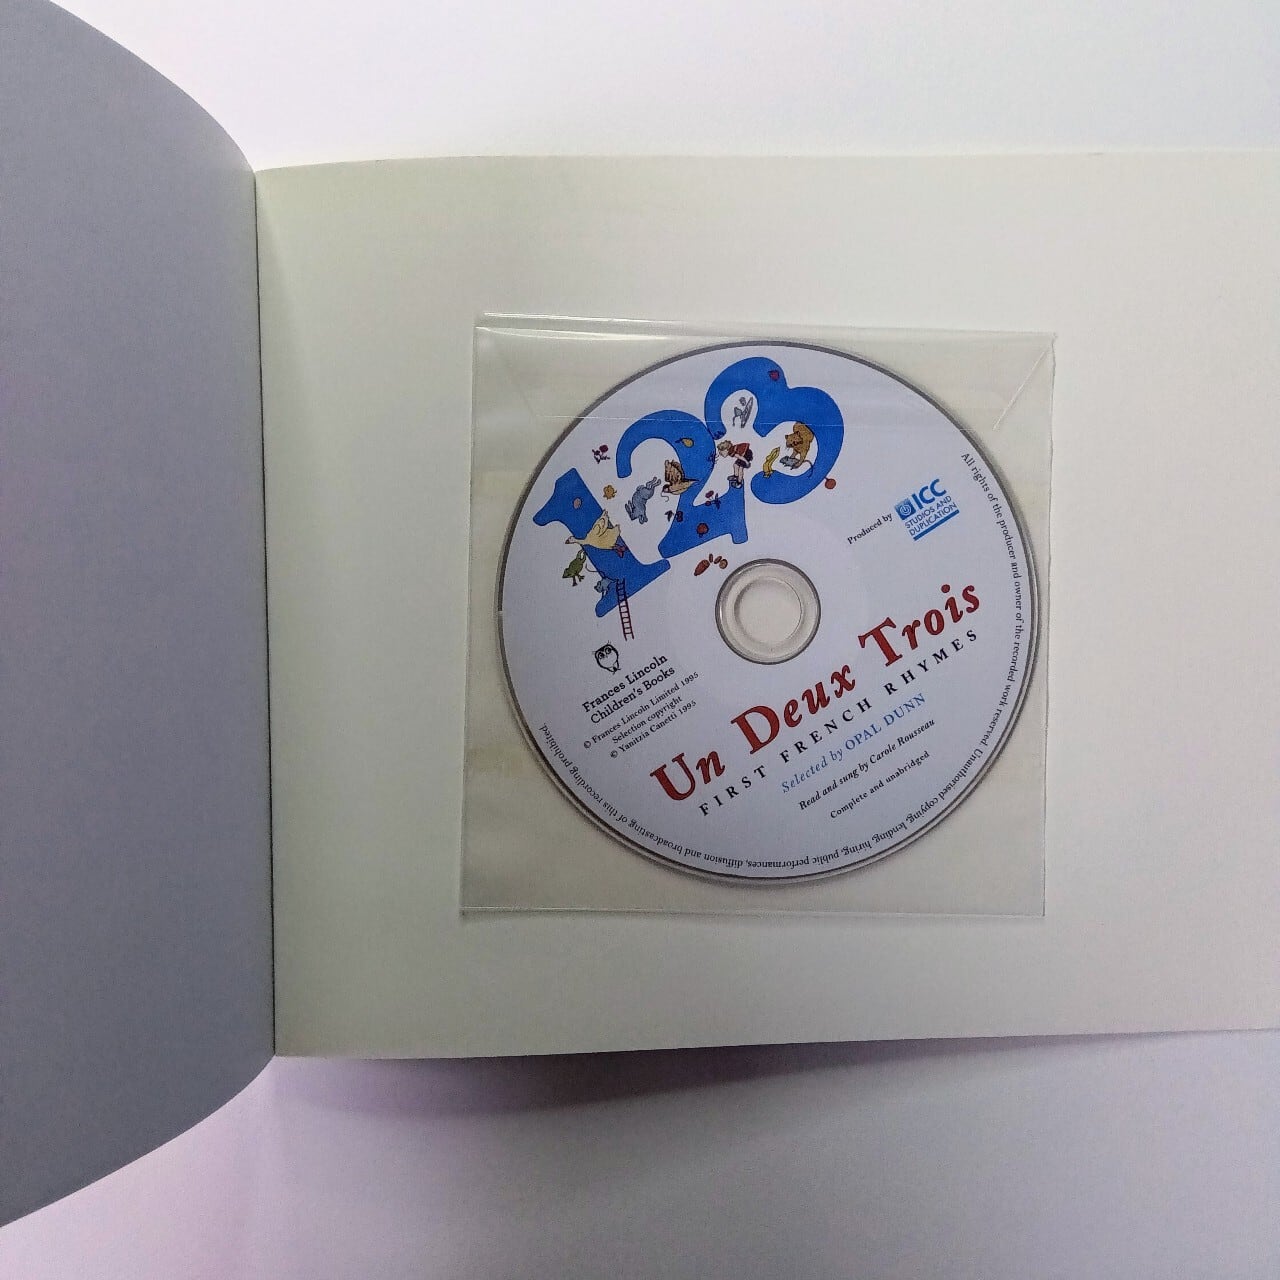 123
Produced by
ICC
STUDIOS AND
DUPLICATION
Frances Lincoln
Children's Books
© Frances Lincoln Limited 1995
Selection copyright
© Yanitzia Canetti 1995
Un Deux Trois
FIRST FRENCH RHYMES
Selected by OPAL DUNN
Read and sung by Carole Rousseau
Complete and unabridged
All rights of the producer and owner of the recorded work reserved. Unauthorised copying, lending, hiring, public performances, diffusion and broadcasting of this recording prohibited.